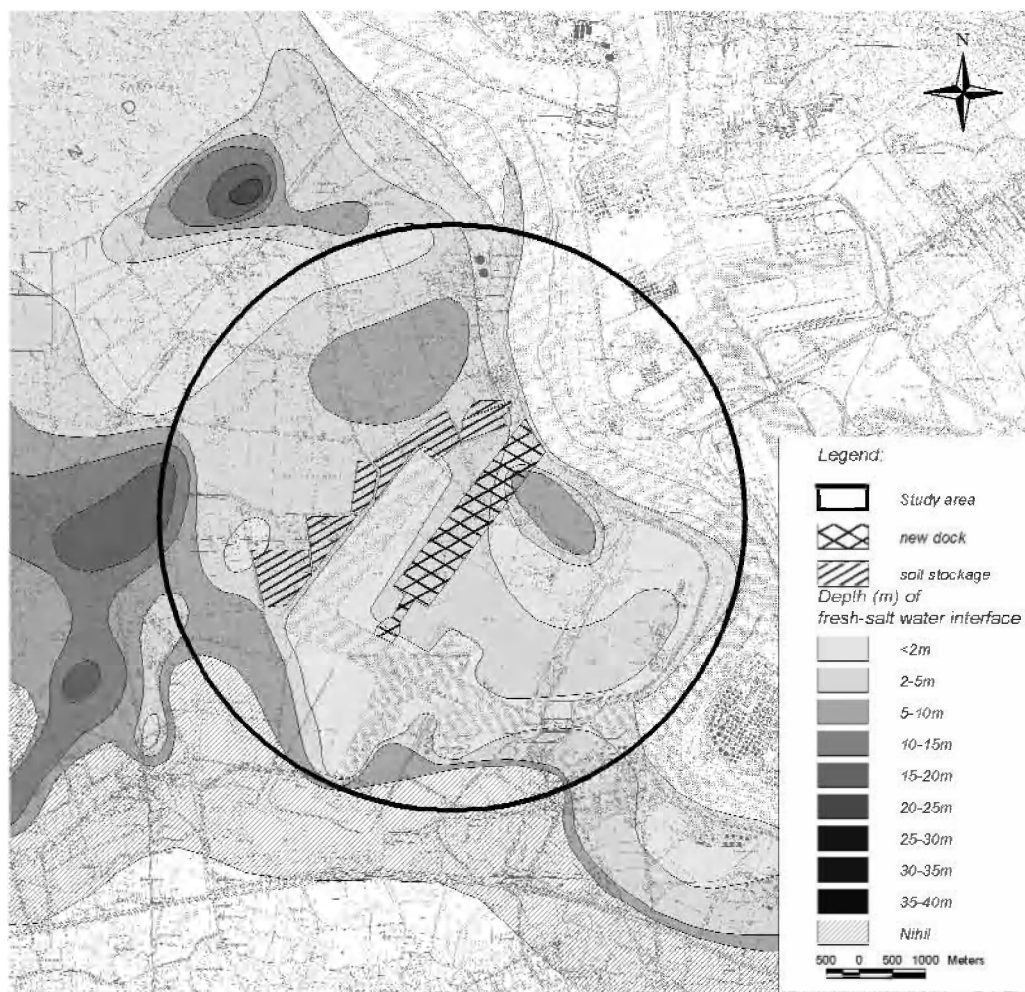 N
Legend:
Study area
new dock
soil stockage
Depth (m) of
fresh-salt water interface
<2m
2-5m
5-10m
10-15m
15-20m
20-25m
25-30m
30-35m
35-40m
Nihil
500 0 500 1000 Meters